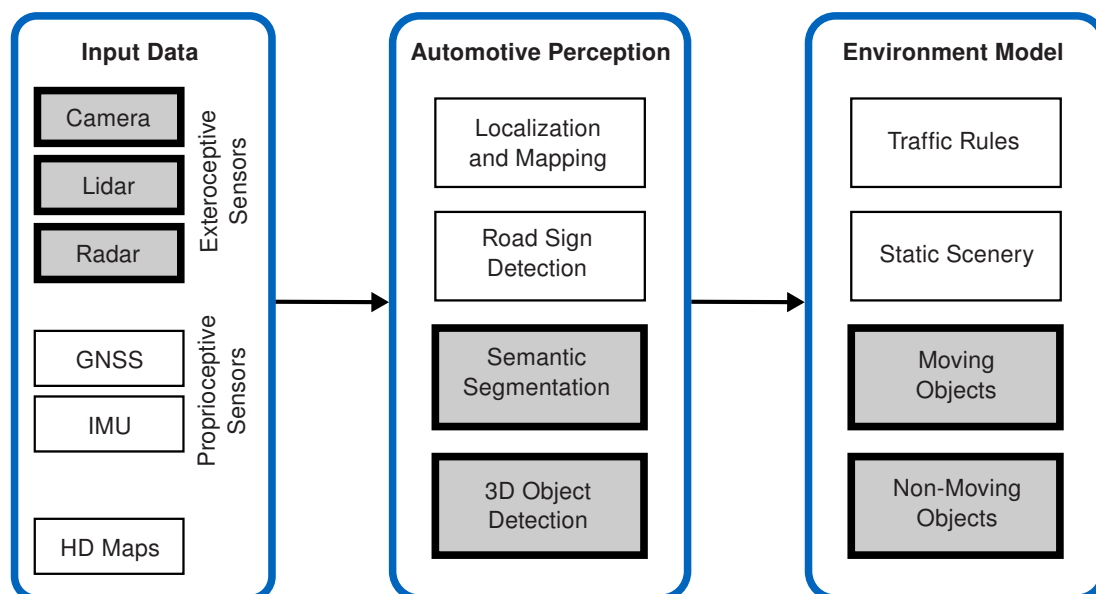 Input Data
Camera
Lidar
Radar
Exteroceptive
Sensors
GNSS
IMU
Proprioceptive
Sensors
HD Maps
Automotive Perception
Localization
and Mapping
Road Sign
Detection
Semantic
Segmentation
3D Object
Detection
Environment Model
Traffic Rules
Static Scenery
Moving
Objects
Non-Moving
Objects